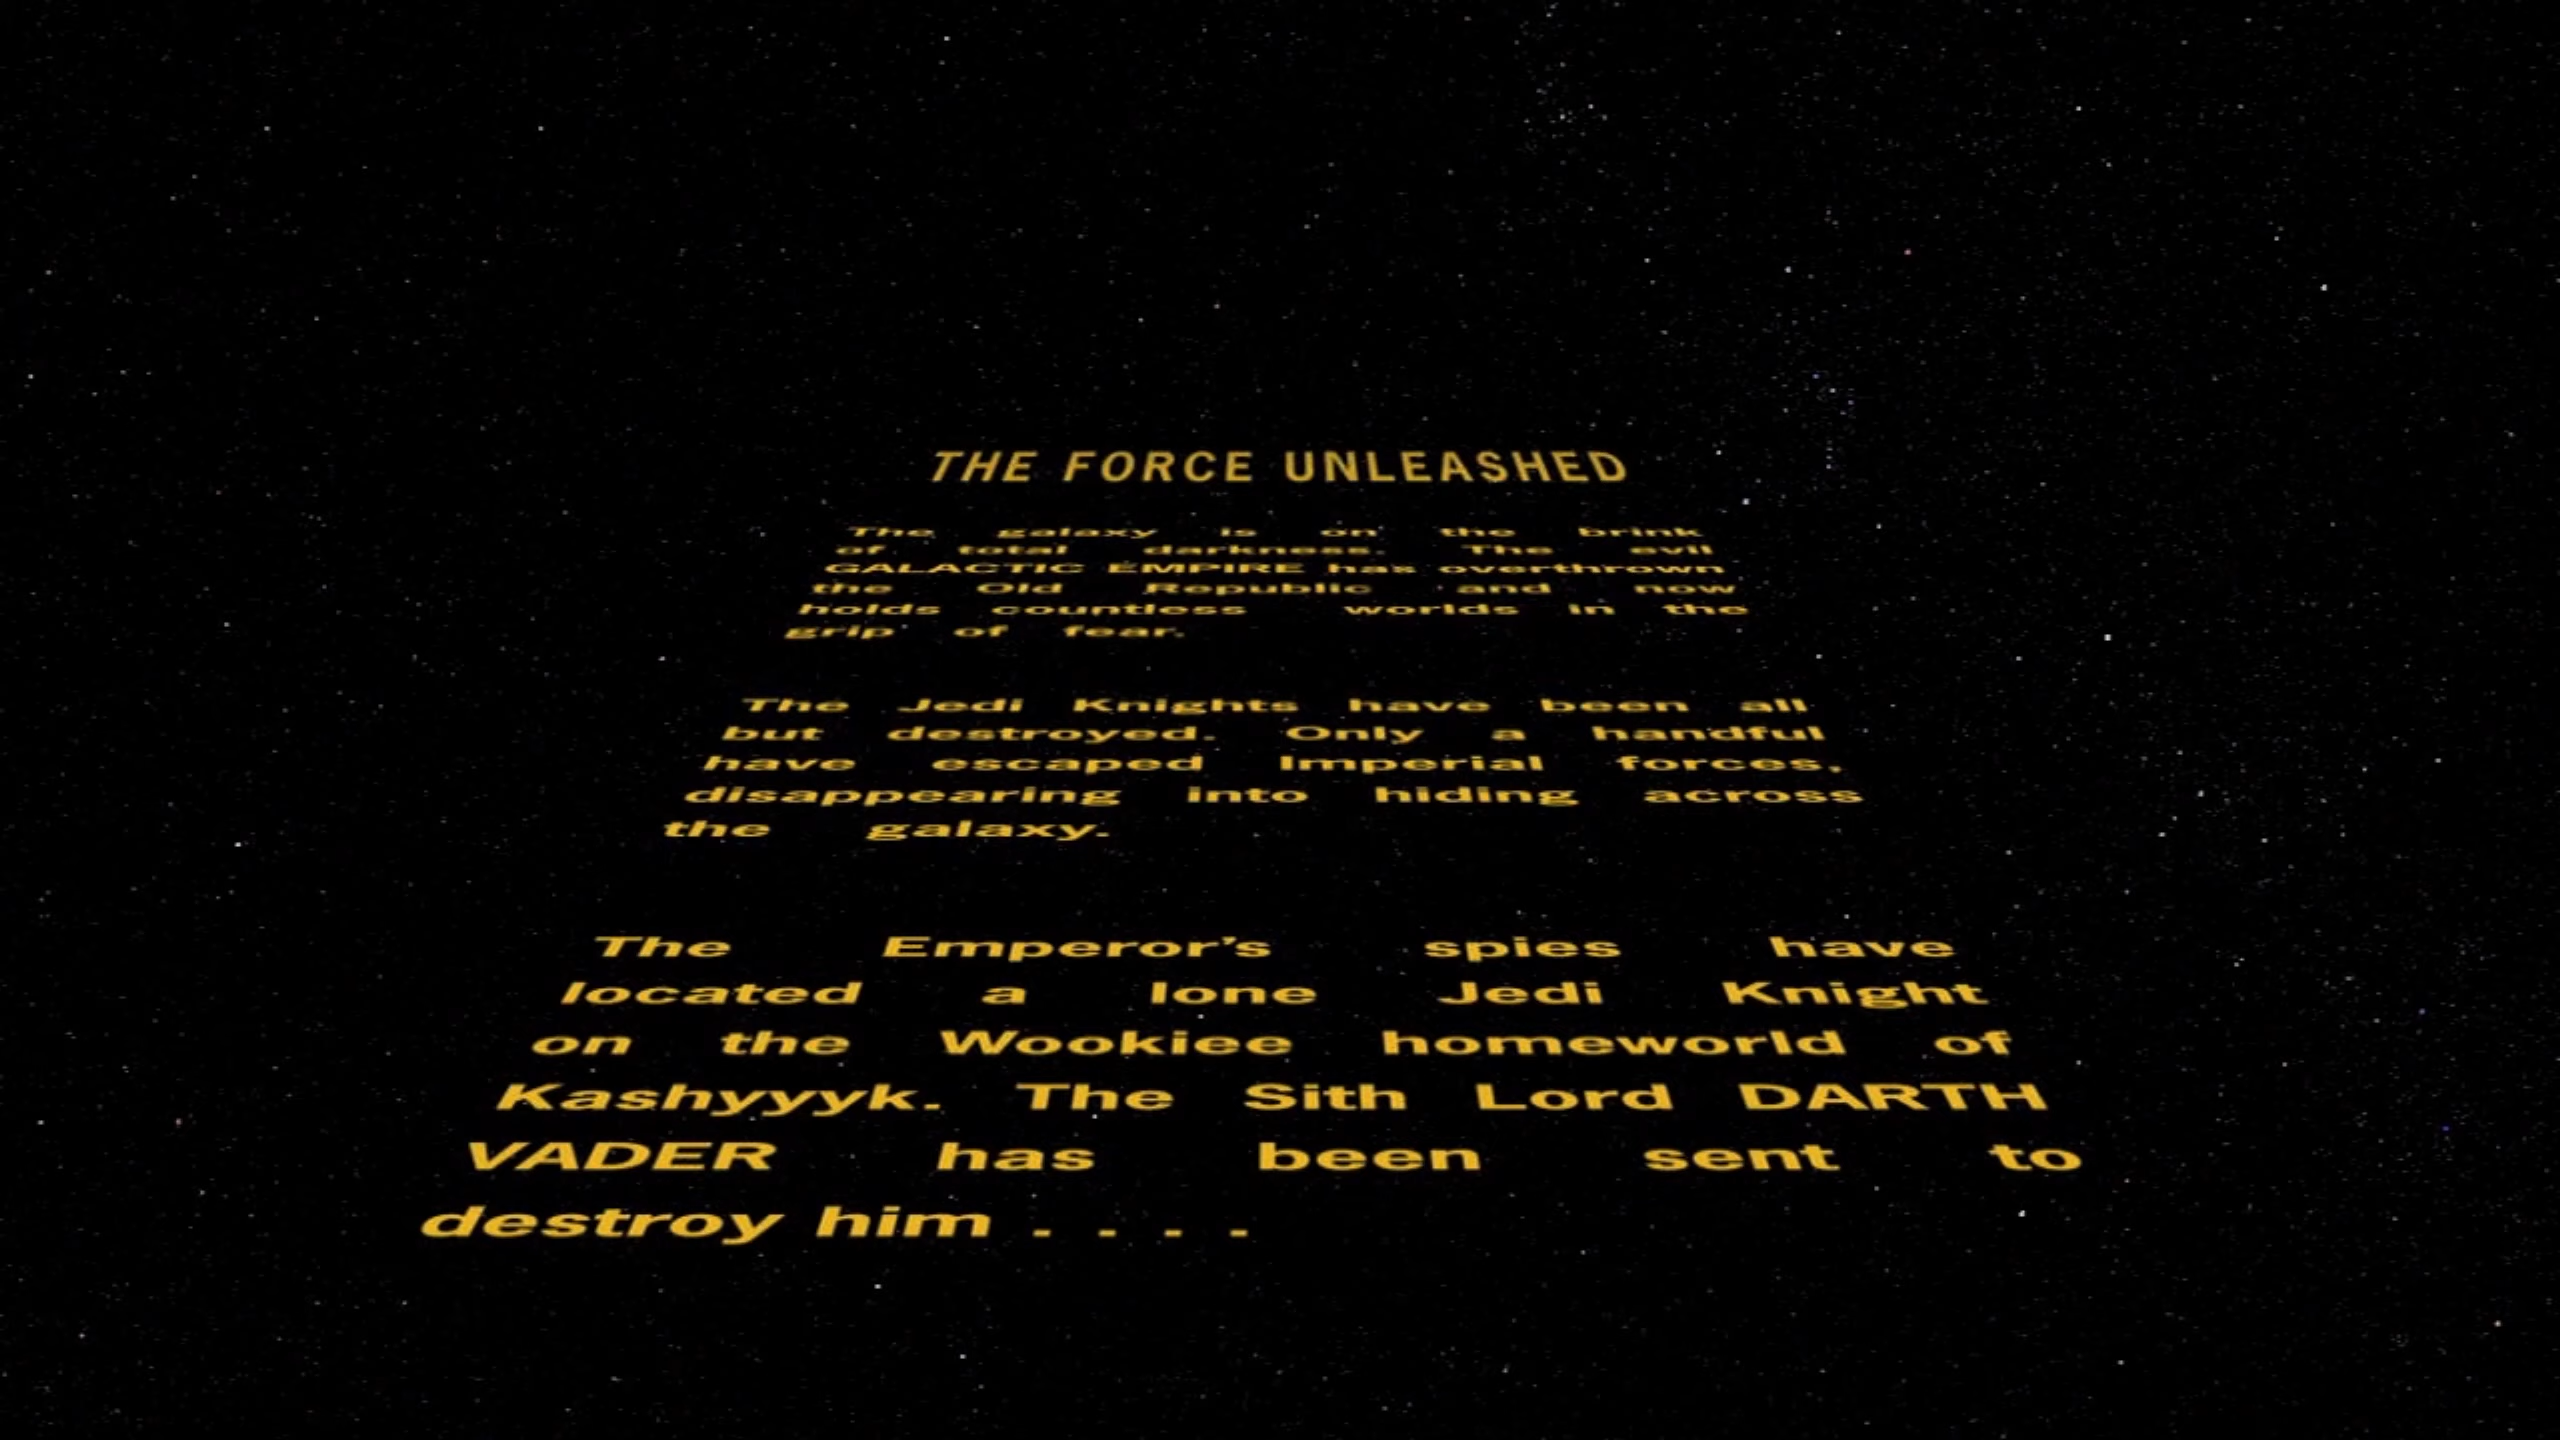 THE FORCE UNLEASHED
The galaxy is on the brink
of total darkness. The evil
GALACTIC EMPIRE has overthrown
the Old Republic and now
holds countless worlds in the
grip of fear.
The Jedi Knights have been all
but destroyed. Only a handful
have escaped Imperial forces,
disappearing into hiding across
the galaxy.
The Emperor's spies have
located a lone Jedi Knight
on the Wookiee homeworld of
Kashyyyk. The Sith Lord DARTH
VADER has been sent to
destroy him . . . .